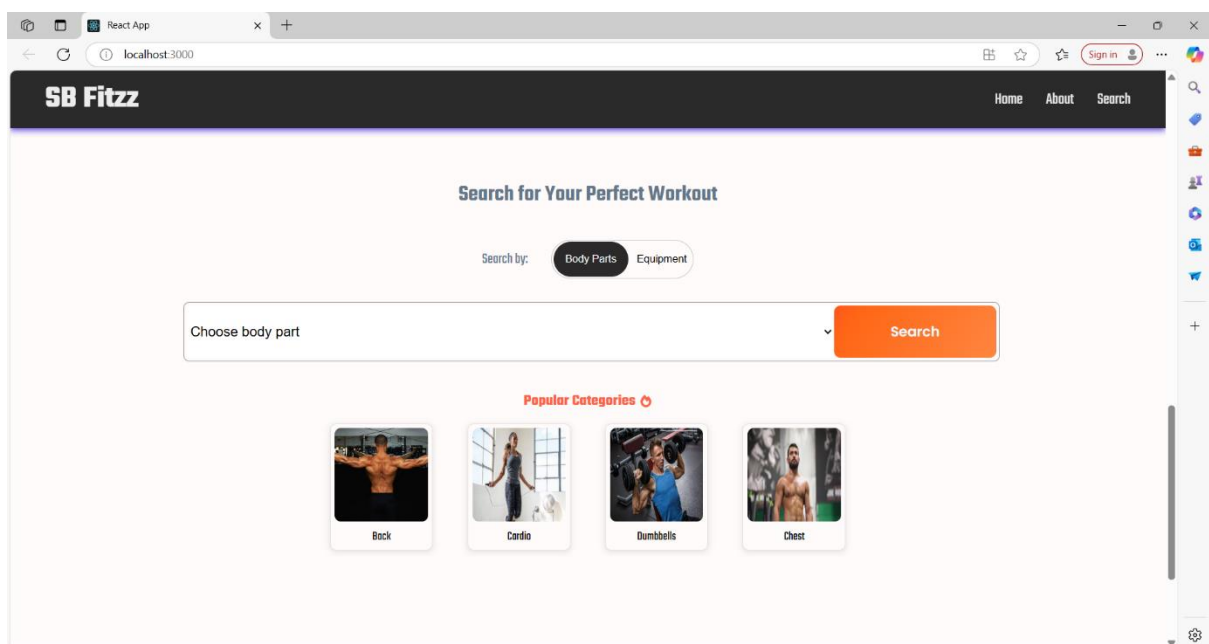 React App
localhost:3000
Sign in
SB Fitzz
Home About Search
Search for Your Perfect Workout
Search by: Body Parts Equipment
Choose body part
Search
Popular Categories
Back Cardio Dumbbells Chest